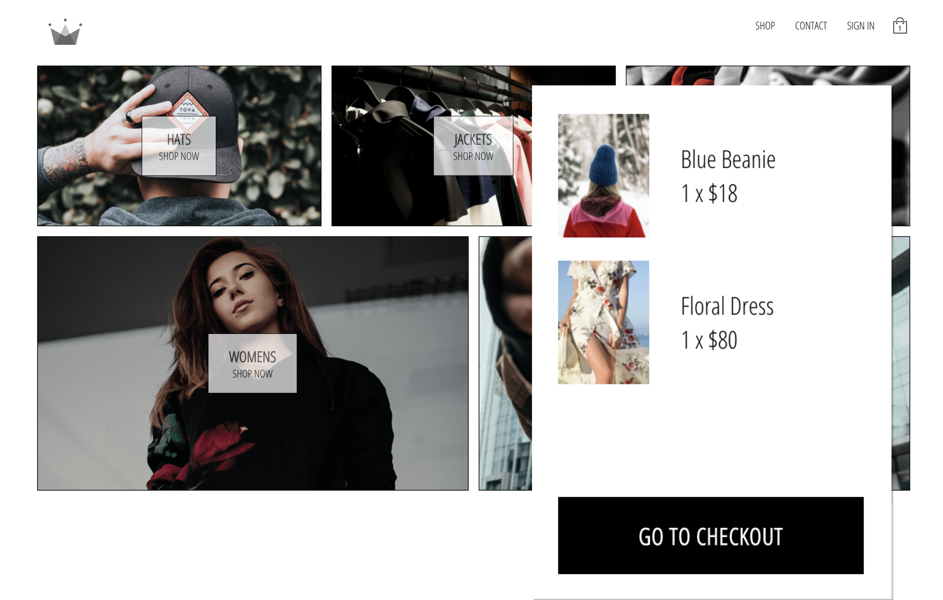 SHOP
CONTACT
SIGN IN
1
TOPA
HATS
SHOP NOW
JACKETS
SHOP NOW
Blue Beanie
1 x $18
Floral Dress
1 x $80
WOMENS
SHOP NOW
GO TO CHECKOUT